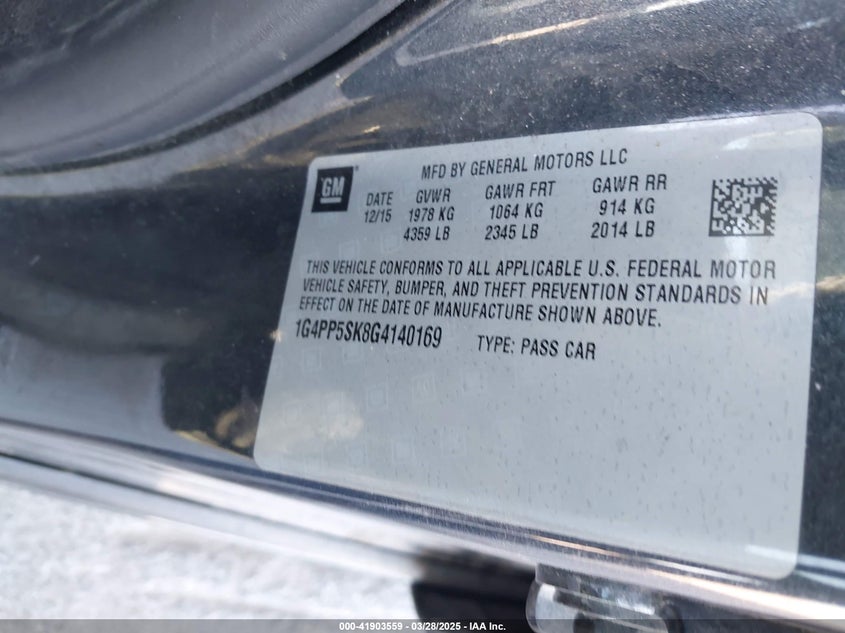 MFD BY GENERAL MOTORS LLC
GM
DATE GVWR GAWR FRT GAWR RR
12/15 1978 KG 1064 KG 914 KG
4359 LB 2345 LB 2014 LB
THIS VEHICLE CONFORMS TO ALL APPLICABLE U.S. FEDERAL MOTOR
VEHICLE SAFETY, BUMPER, AND THEFT PREVENTION STANDARDS IN
EFFECT ON THE DATE OF MANUFACTURE SHOWN ABOVE.
1G4PP5SK8G4140169 TYPE: PASS CAR
000-41903559 - 03/28/2025 - IAA Inc.